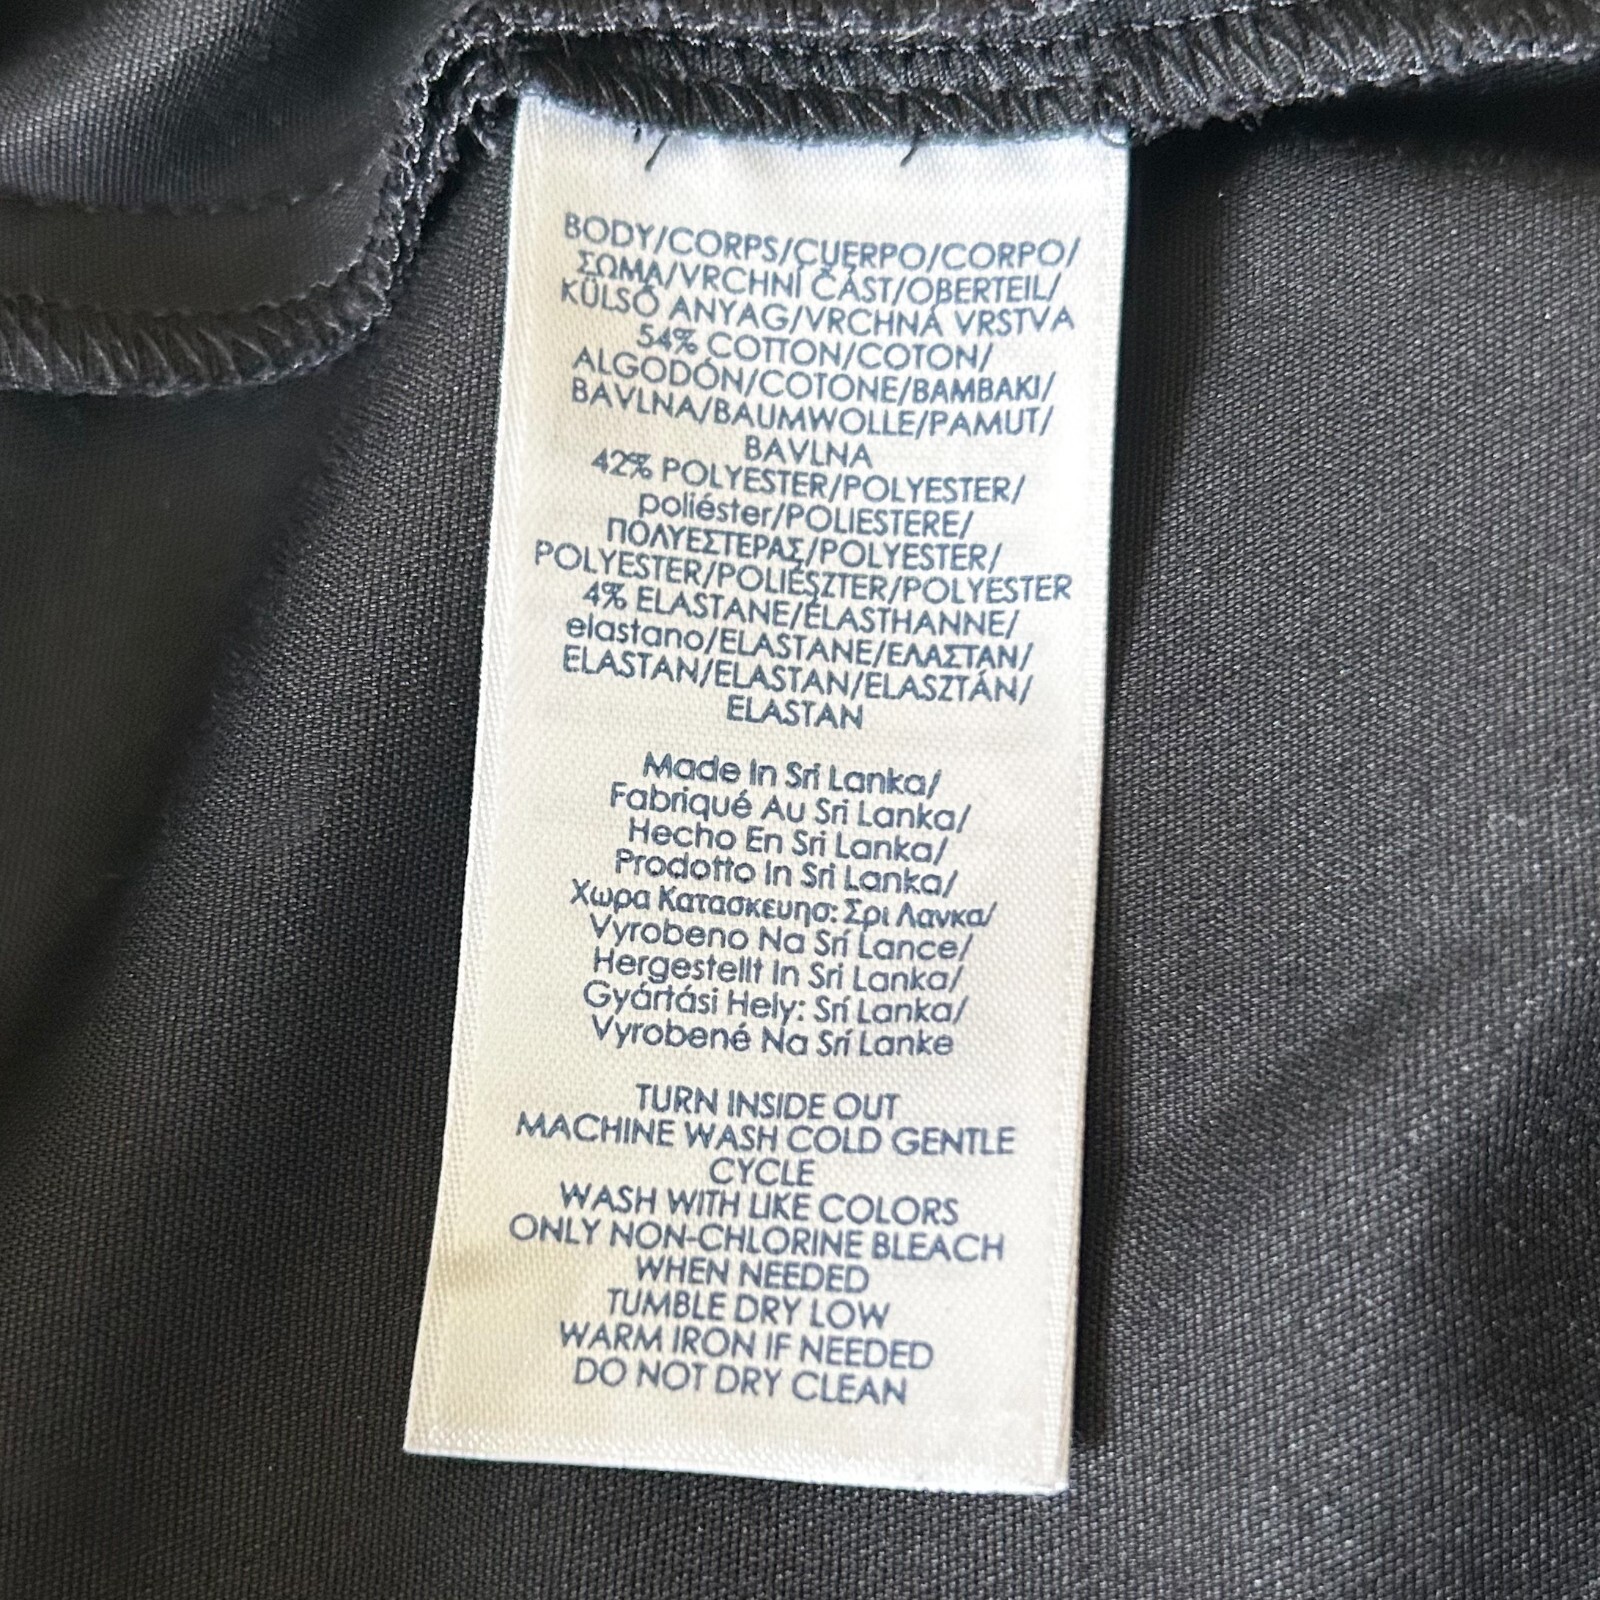 BODY/CORPS/CUERPO/CORPO/
ΣΩΜΑ/VRCHNÍ ČÁST/OBERTEIL/
KÜLSŐ ANYAG/VRCHNÁ VRSTVA
54% COTTON/COTON/
ALGODÓN/COTONE/ΒΑΜΒΑΚΙ/
BAVLNA/BAUMWOLLE/PAMUT/
BAVLNA
42% POLYESTER/POLYESTER/
poliéster/POLIESTERE/
ΠΟΛΥΕΣΤΕΡΑΣ/POLYESTER/
POLYESTER/POLIÉSZTER/POLYESTER
4% ELASTANE/ÉLASTHANNE/
elastano/ELASTANE/ΕΛΑΣΤΑΝ/
ELASTAN/ELASTAN/ELASZTÁN/
ELASTAN
Made In Sri Lanka/
Fabriqué Au Sri Lanka/
Hecho En Sri Lanka/
Prodotto In Sri Lanka/
Χωρα Κατασκευησ: Σρι Λανκα/
Vyrobeno Na Srí Lance/
Hergestellt In Sri Lanka/
Gyártási Hely: Srí Lanka/
Vyrobené Na Srí Lanke
TURN INSIDE OUT
MACHINE WASH COLD GENTLE
CYCLE
WASH WITH LIKE COLORS
ONLY NON-CHLORINE BLEACH
WHEN NEEDED
TUMBLE DRY LOW
WARM IRON IF NEEDED
DO NOT DRY CLEAN